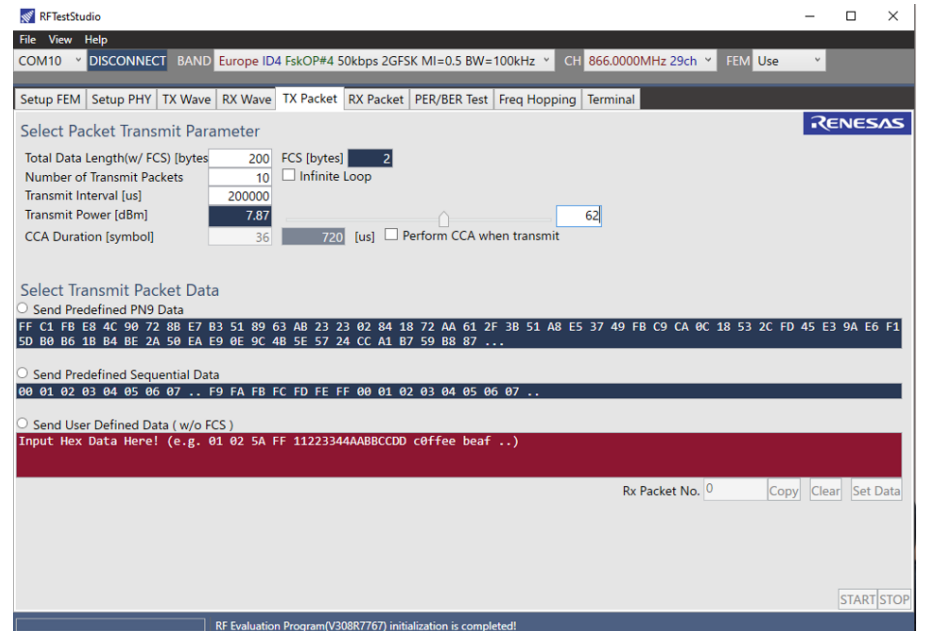 RFTestStudio
File View Help
COM10 DISCONNECT BAND Europe ID4 FskOP#4 50kbps 2GFSK MI=0.5 BW=100kHz CH 866.0000MHz 29ch FEM Use
Setup FEM Setup PHY TX Wave RX Wave TX Packet RX Packet PER/BER Test Freq Hopping Terminal
RENESAS
Select Packet Transmit Parameter
Total Data Length(w/ FCS) [bytes 200 FCS [bytes] 2
Number of Transmit Packets 10 Infinite Loop
Transmit Interval [us] 200000
Transmit Power [dBm] 7.87 62
CCA Duration [symbol] 36 720 [us] Perform CCA when transmit
Select Transmit Packet Data
Send Predefined PN9 Data
FF C1 FB E8 4C 90 72 8B E7 B3 51 89 63 AB 23 23 02 84 18 72 AA 61 2F 3B 51 A8 E5 37 49 FB C9 CA 0C 18 53 2C FD 45 E3 9A E6 F1
5D B0 B6 1B B4 BE 2A 50 EA E9 0E 9C 4B 5E 57 24 CC A1 B7 59 B8 87 ...
Send Predefined Sequential Data
00 01 02 03 04 05 06 07 .. F9 FA FB FC FD FE FF 00 01 02 03 04 05 06 07 ..
Send User Defined Data ( w/o FCS )
Input Hex Data Here! (e.g. 01 02 5A FF 11223344AABBCCDD c0ffee beaf ..)
Rx Packet No. 0 Copy Clear Set Data
START STOP
RF Evaluation Program(V308R7767) initialization is completed!